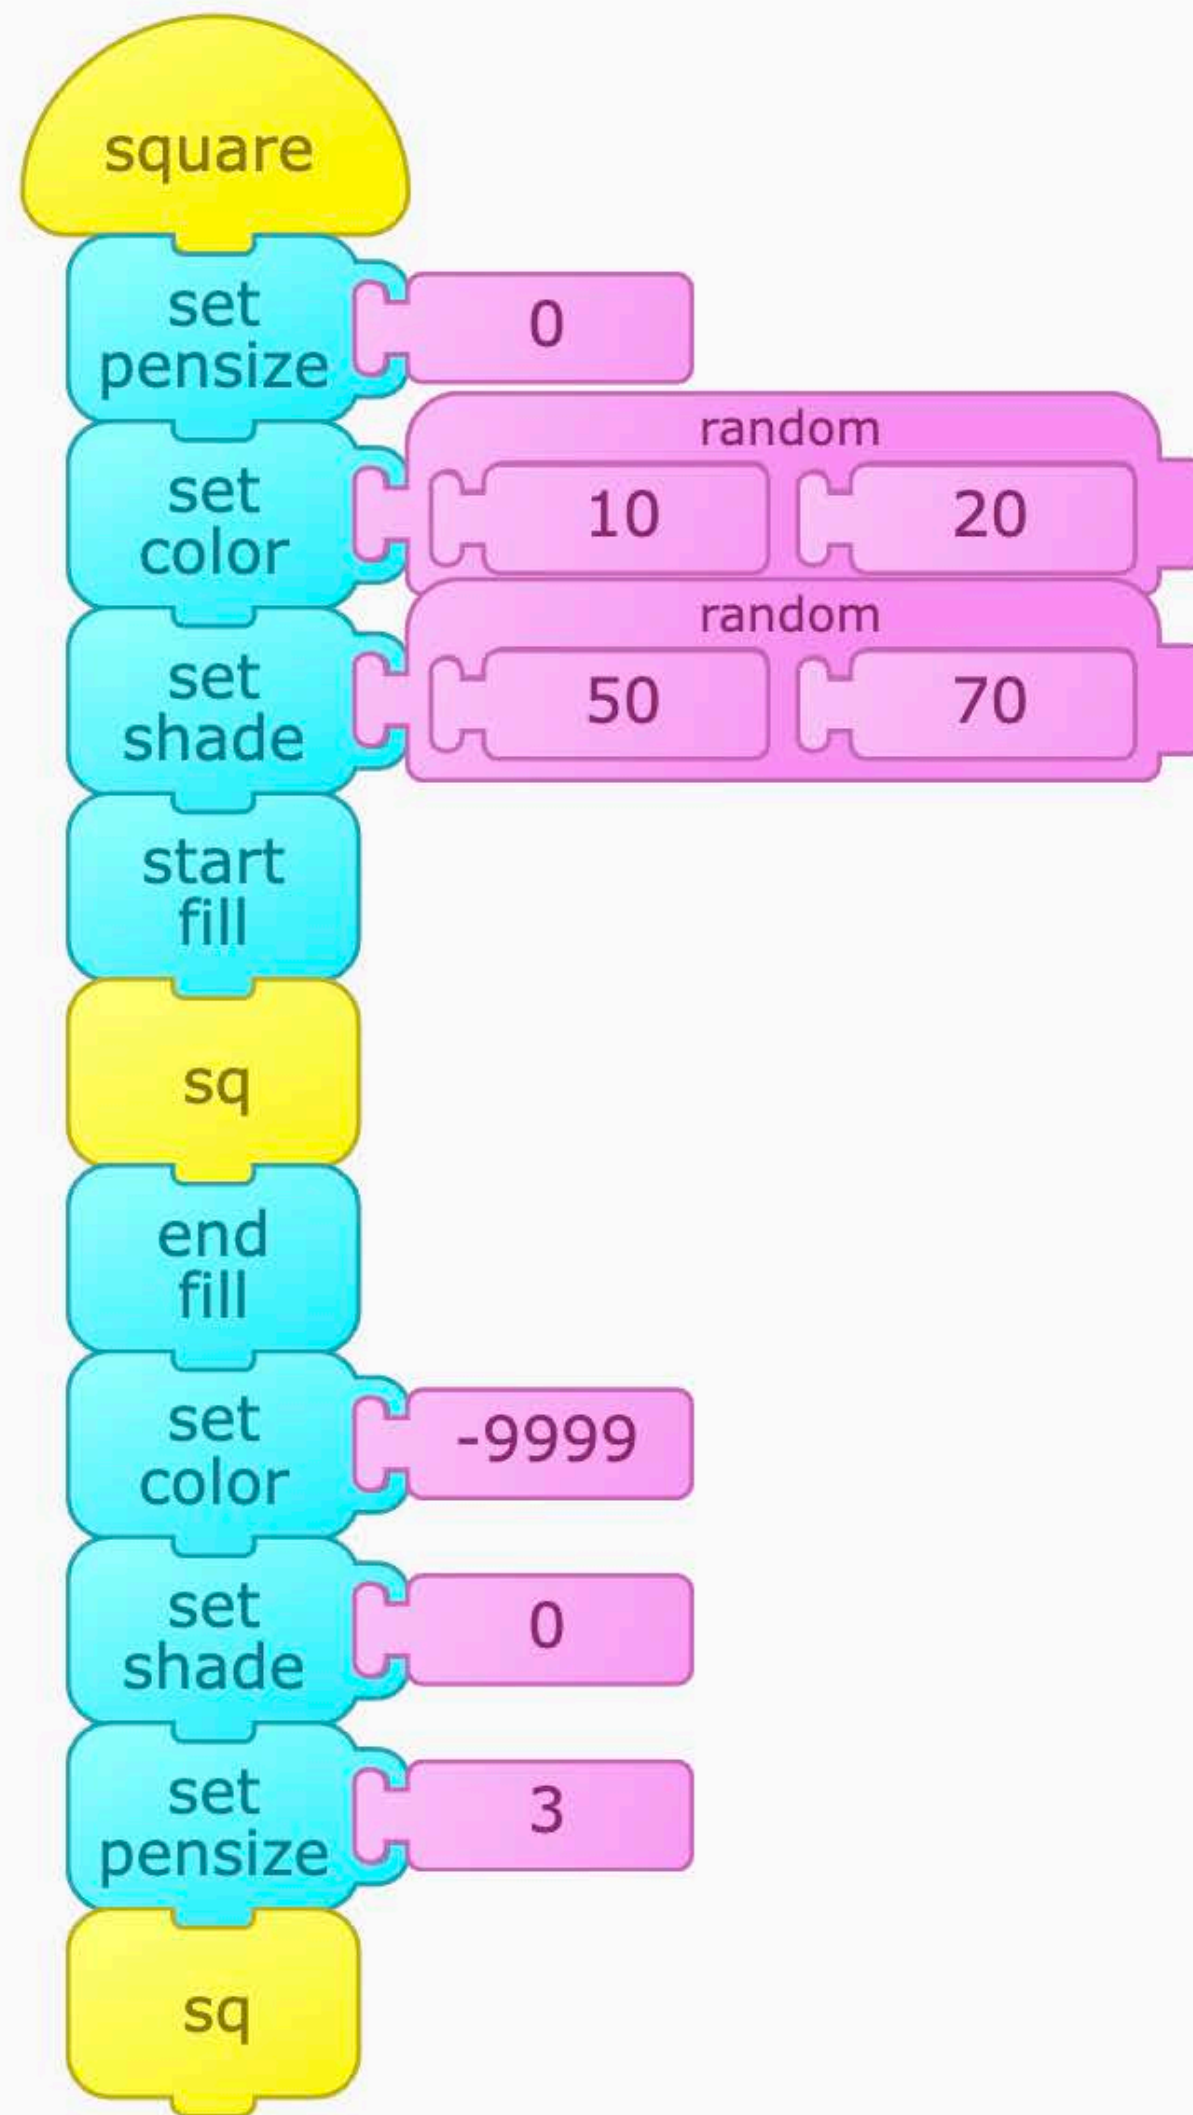 square
set
pensize
0
set
color
random
10 20
set
shade
random
50 70
start
fill
sq
end
fill
set
color
-9999
set
shade
0
set
pensize
3
sq